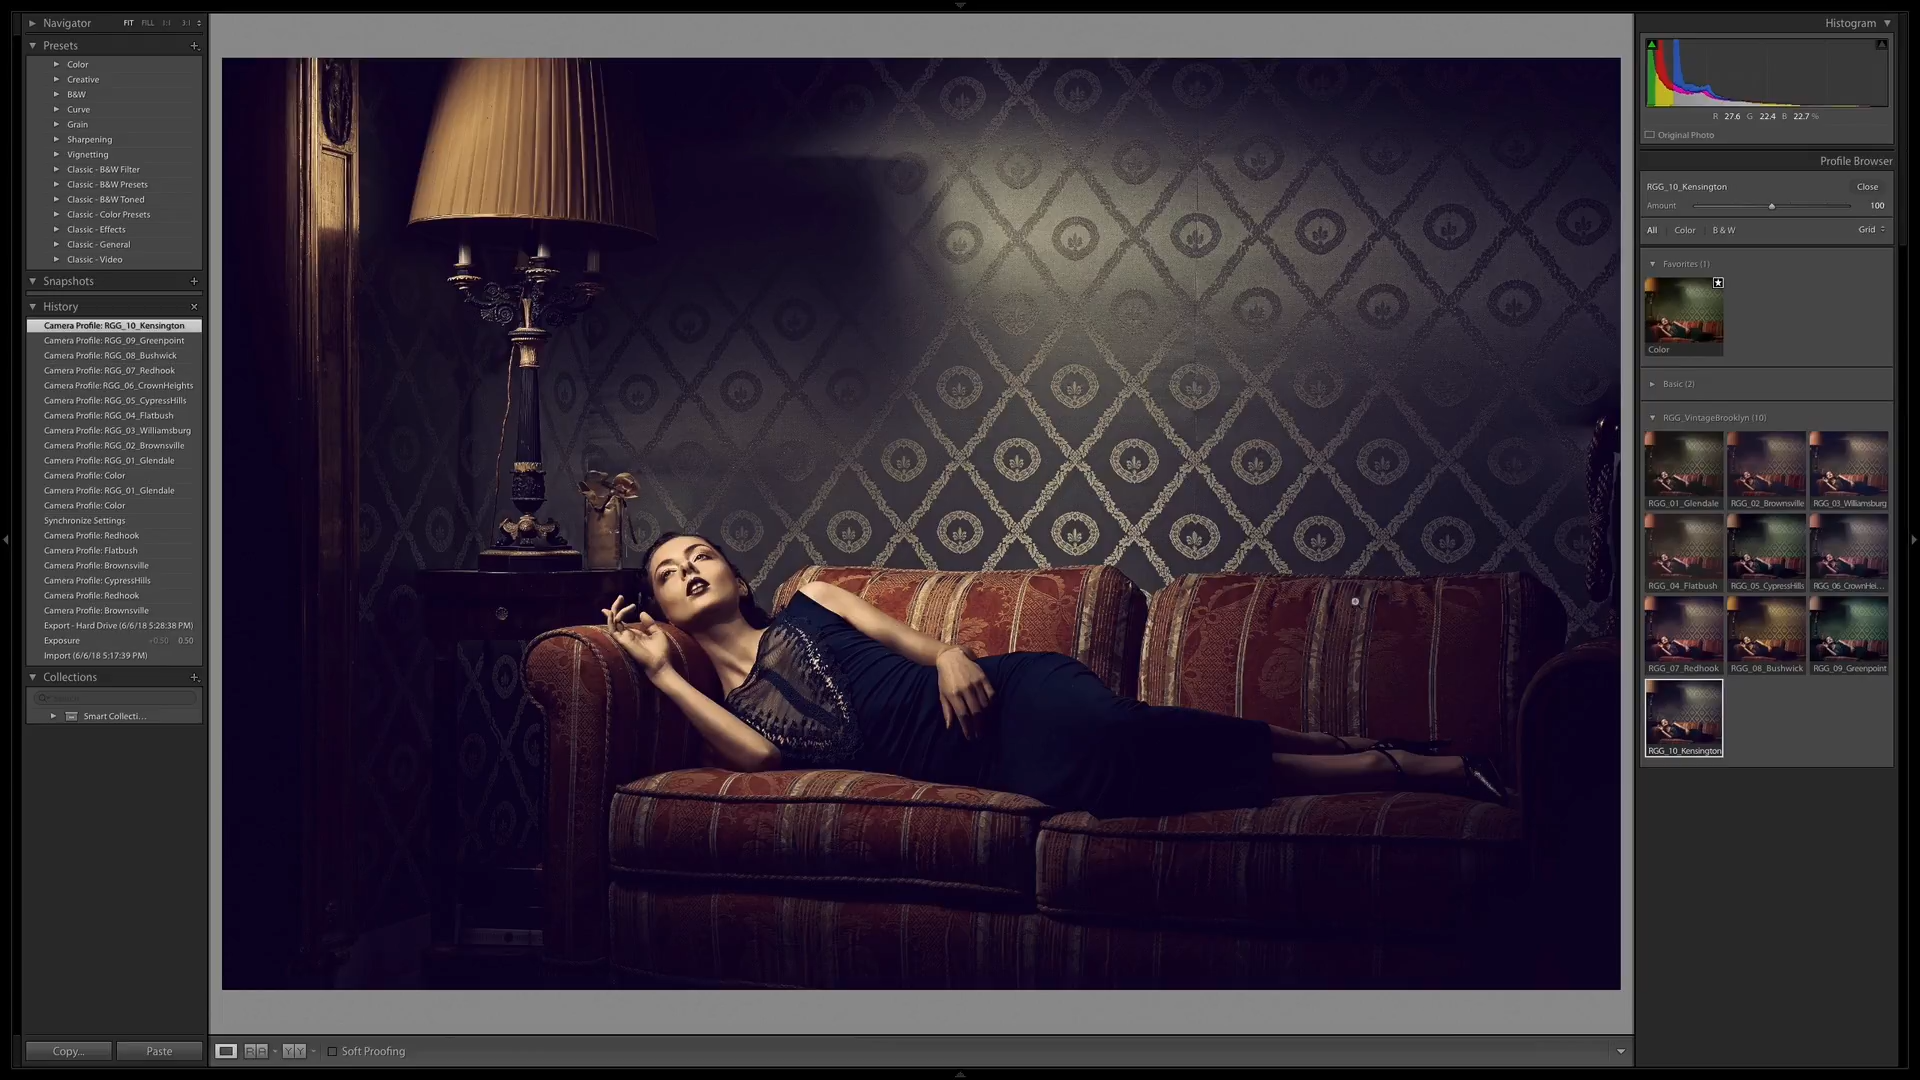 Navigator
FIT FILL 1:1 3:1
Presets
Color
Creative
B&W
Curve
Grain
Sharpening
Vignetting
Classic - B&W Filter
Classic - B&W Presets
Classic - B&W Toned
Classic - Color Presets
Classic - Effects
Classic - General
Classic - Video
Snapshots
History
Camera Profile: RGG_10_Kensington
Camera Profile: RGG_09_Greenpoint
Camera Profile: RGG_08_Bushwick
Camera Profile: RGG_07_Redhook
Camera Profile: RGG_06_CrownHeights
Camera Profile: RGG_05_CypressHills
Camera Profile: RGG_04_Flatbush
Camera Profile: RGG_03_Williamsburg
Camera Profile: RGG_02_Brownsville
Camera Profile: RGG_01_Glendale
Camera Profile: Color
Camera Profile: RGG_01_Glendale
Camera Profile: Color
Synchronize Settings
Camera Profile: Redhook
Camera Profile: Flatbush
Camera Profile: Brownsville
Camera Profile: CypressHills
Camera Profile: Redhook
Camera Profile: Brownsville
Export - Hard Drive (6/6/18 5:28:38 PM)
Exposure +0.50 0.50
Import (6/6/18 5:17:39 PM)
Collections
Smart Collecti...
Copy... Paste
Soft Proofing
Histogram
R 27.6 G 22.4 B 22.7 %
Original Photo
Profile Browser
RGG_10_Kensington Close
Amount 100
All Color B & W Grid
Favorites (1)
Color
Basic (2)
RGG_VintageBrooklyn (10)
RGG_01_Glendale RGG_02_Brownsville RGG_03_Williamsburg
RGG_04_Flatbush RGG_05_CypressHills RGG_06_CrownHei...
RGG_07_Redhook RGG_08_Bushwick RGG_09_Greenpoint
RGG_10_Kensington